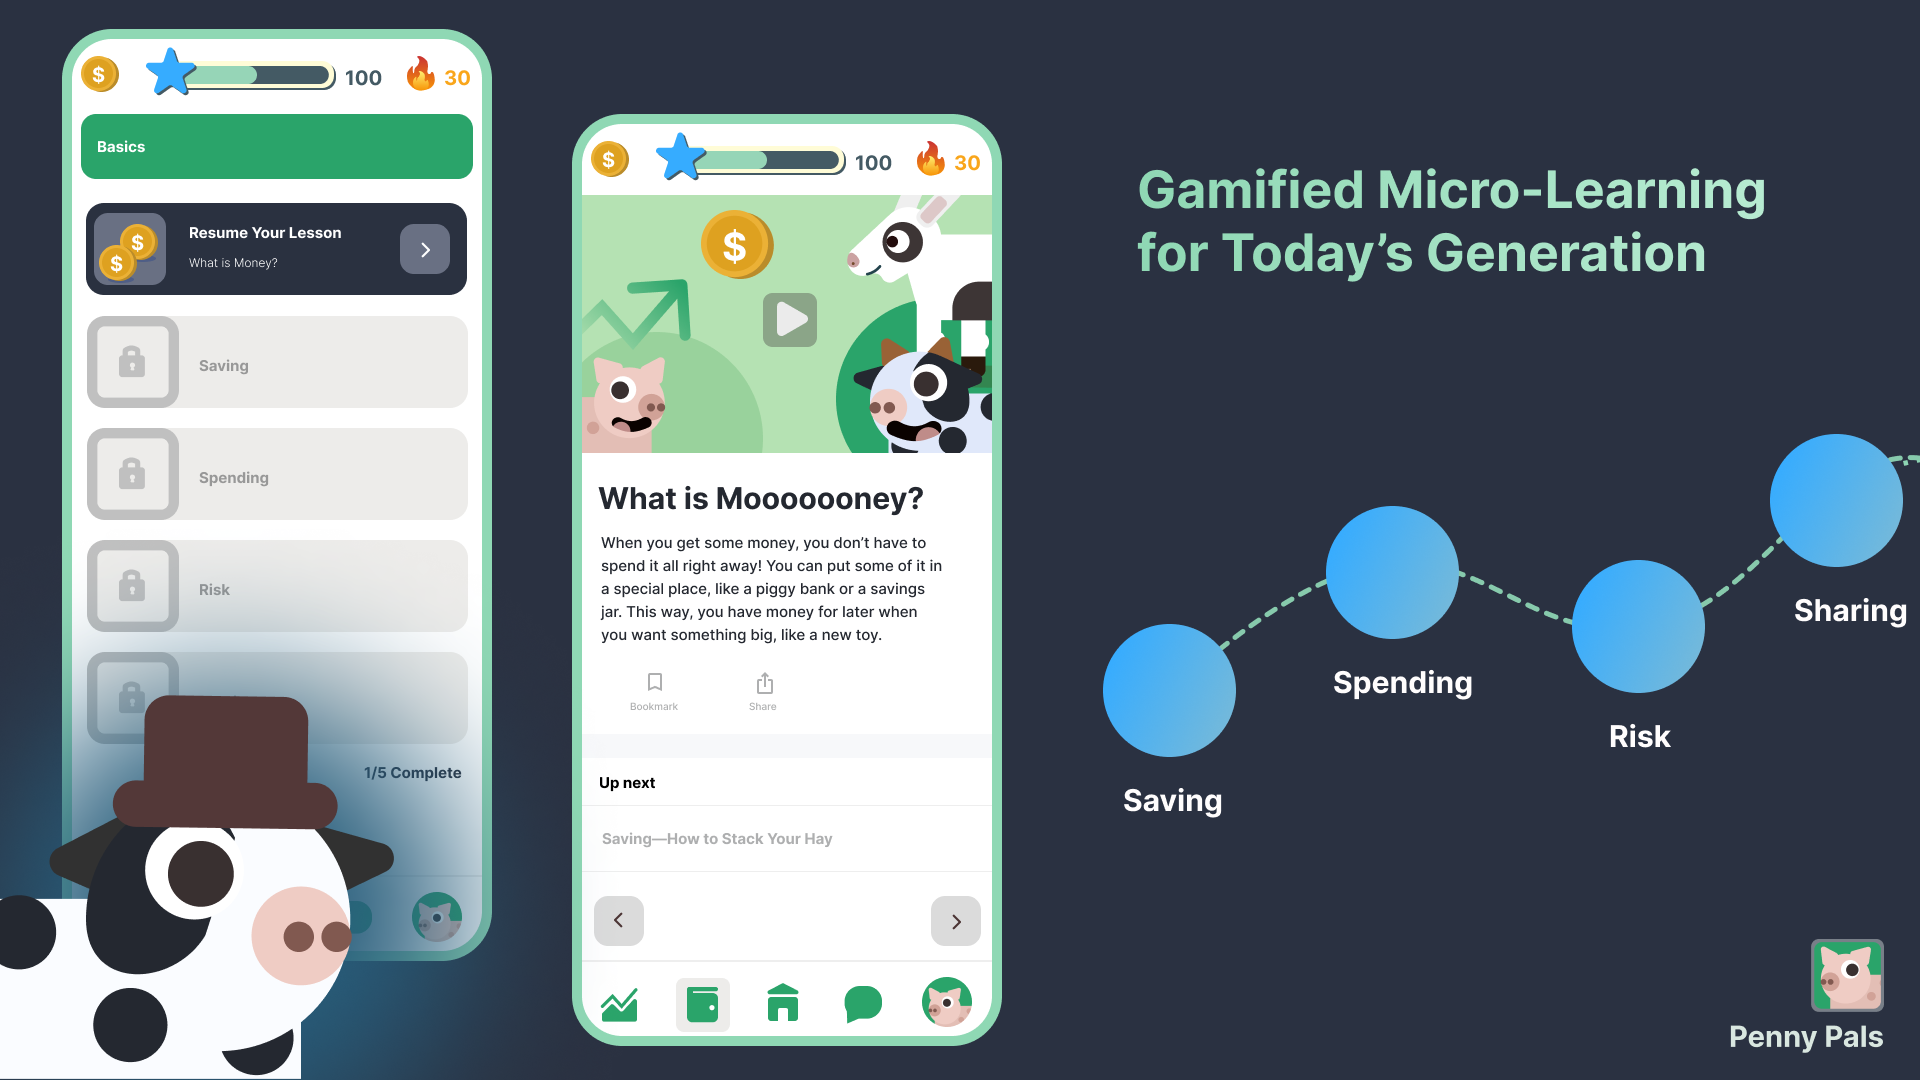 $
100
30
Basics
$
$
Resume Your Lesson
What is Money?
Saving
Spending
Risk
1/5 Complete
$
100
30
$
What is Mooooooney?
When you get some money, you don’t have to
spend it all right away! You can put some of it in
a special place, like a piggy bank or a savings
jar. This way, you have money for later when
you want something big, like a new toy.
Bookmark
Share
Up next
Saving—How to Stack Your Hay
Gamified Micro-Learning
for Today’s Generation
Sharing
Spending
Risk
Saving
Penny Pals